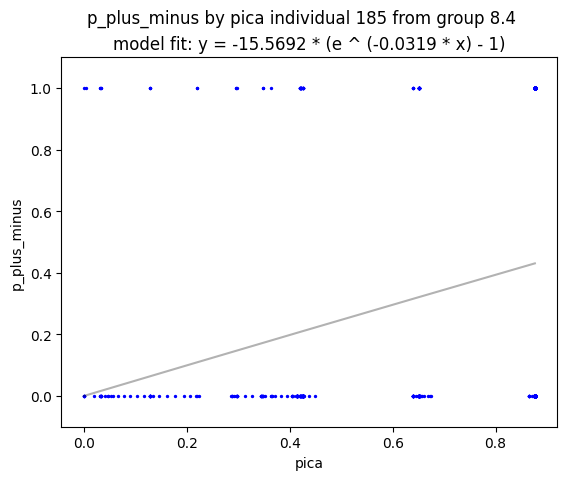 p_plus_minus by pica individual 185 from group 8.4
model fit: y = -15.5692 * (e ^ (-0.0319 * x) - 1)
1.0
0.8
0.6
0.4
0.2
0.0
p_plus_minus
0.0 0.2 0.4 0.6 0.8
pica